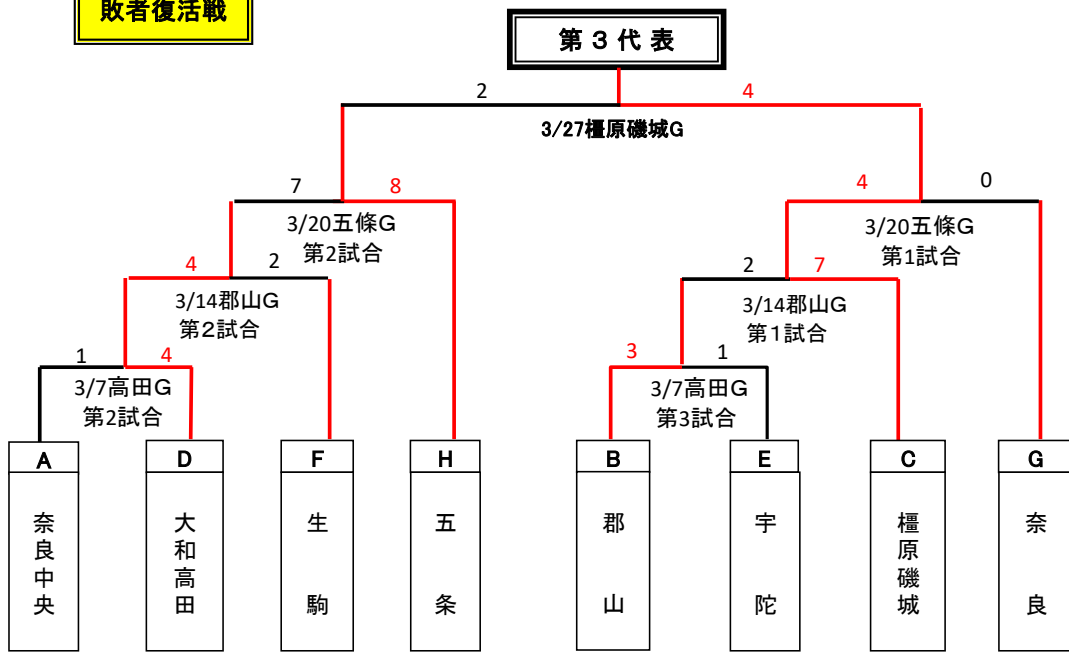 敗者復活戦
第３代表
2 4
3/27橿原磯城G
7 8
4 0
3/20五條G
第2試合
3/20五條G
第1試合
4 2
2 7
3/14郡山G
第２試合
3/14郡山G
第１試合
1 4
3 1
3/7高田G
第2試合
3/7高田G
第3試合
A D F H B E C G
奈良中央
大和高田
生駒
五条
郡山
宇陀
橿原磯城
奈良